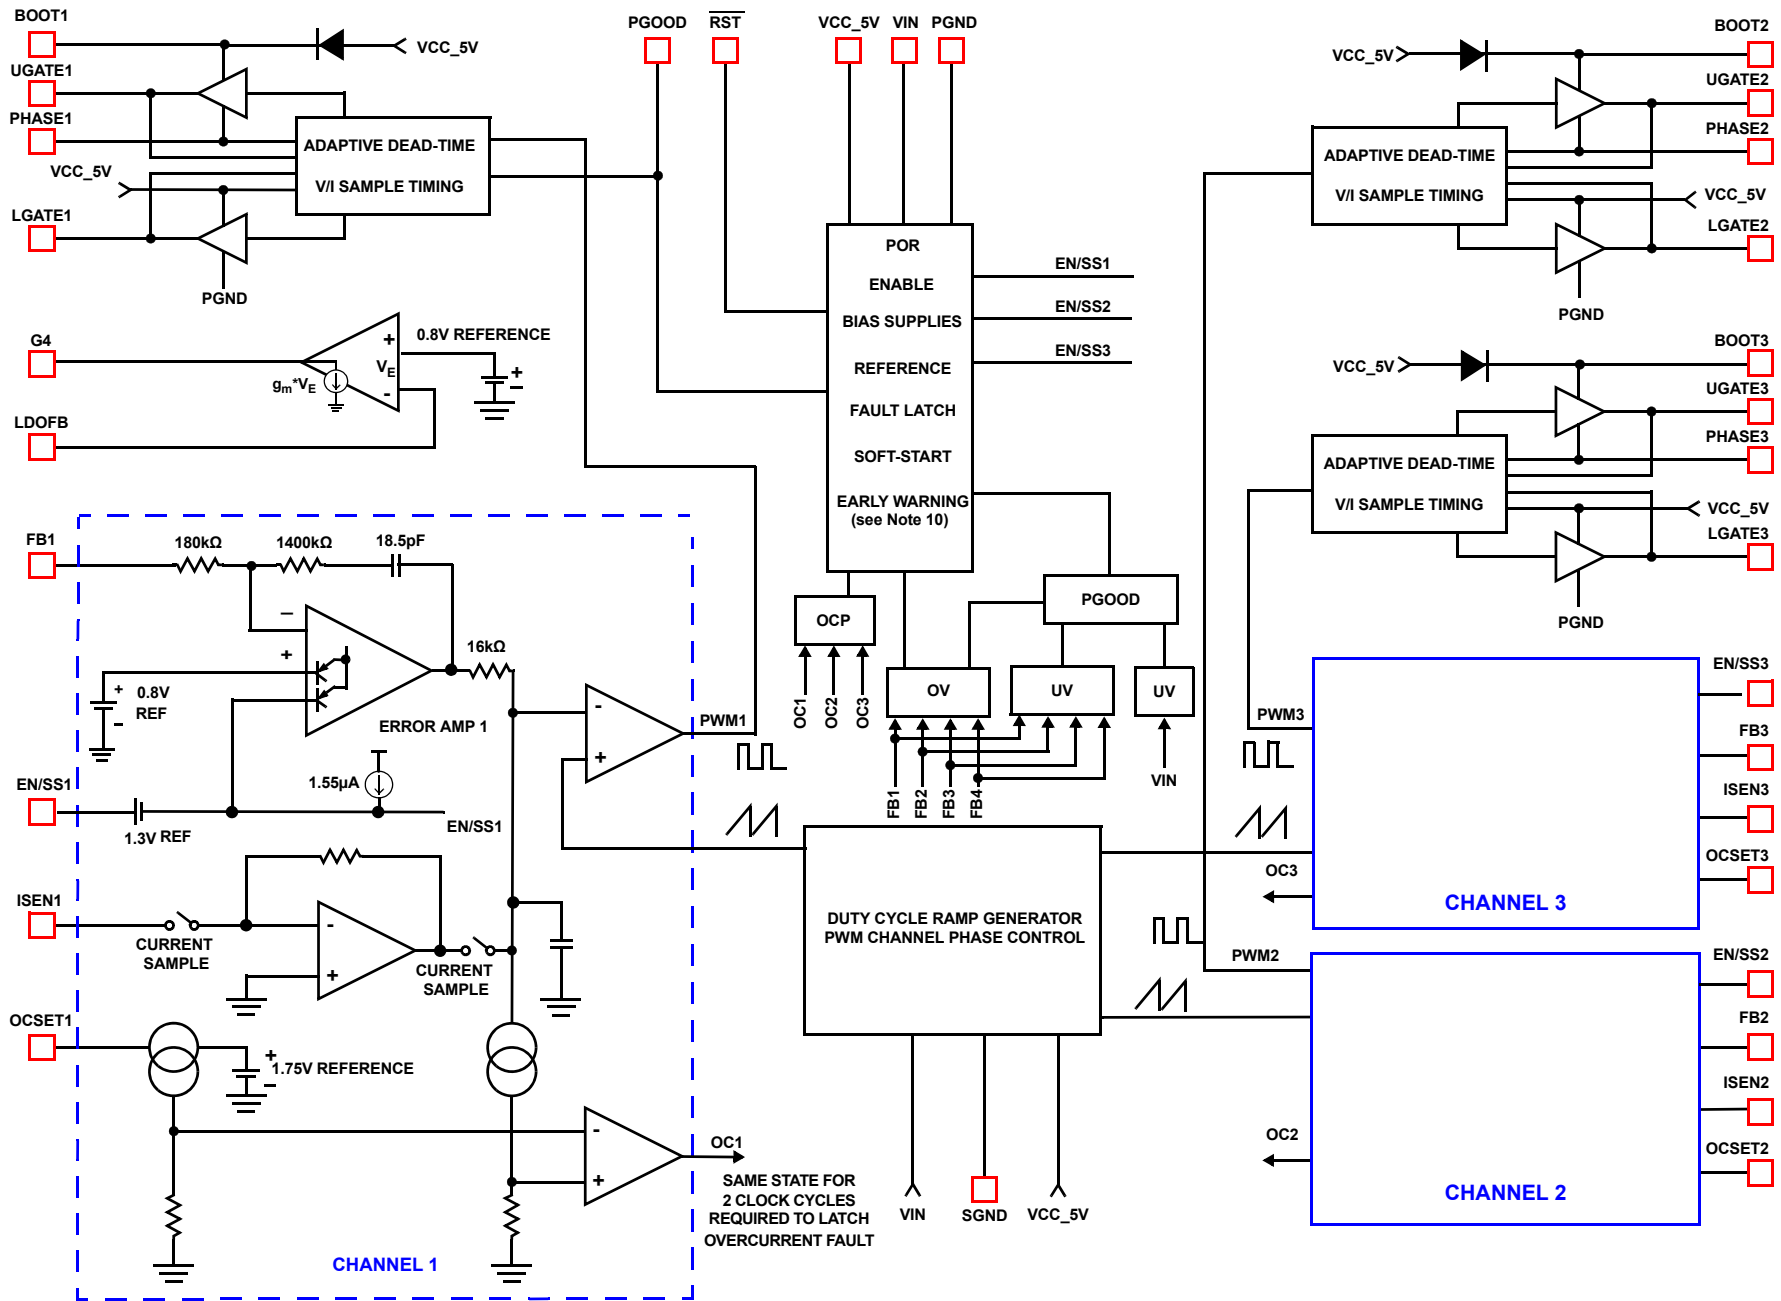 BOOT1
VCC_5V
UGATE1
PHASE1
ADAPTIVE DEAD-TIME
V/I SAMPLE TIMING
VCC_5V
LGATE1
PGND
PGOOD
RST
VCC_5V
VIN
PGND
POR
ENABLE
BIAS SUPPLIES
REFERENCE
FAULT LATCH
SOFT-START
EARLY WARNING
(see Note 10)
EN/SS1
EN/SS2
EN/SS3
BOOT2
VCC_5V
UGATE2
PHASE2
ADAPTIVE DEAD-TIME
V/I SAMPLE TIMING
VCC_5V
LGATE2
PGND
G4
0.8V REFERENCE
+
VE
-
gm*VE
+
-
LDOFB
BOOT3
VCC_5V
UGATE3
PHASE3
ADAPTIVE DEAD-TIME
V/I SAMPLE TIMING
VCC_5V
LGATE3
PGND
FB1
180kΩ
1400kΩ
18.5pF
–
+
16kΩ
+
0.8V
REF
-
ERROR AMP 1
1.55µA
EN/SS1
1.3V REF
EN/SS1
-
+
PWM1
ISEN1
CURRENT
SAMPLE
-
+
CURRENT
SAMPLE
OCSET1
+
1.75V REFERENCE
-
-
+
OC1
SAME STATE FOR
2 CLOCK CYCLES
REQUIRED TO LATCH
OVERCURRENT FAULT
CHANNEL 1
OCP
OC1
OC2
OC3
PGOOD
OV
UV
UV
FB1
FB2
FB3
FB4
VIN
DUTY CYCLE RAMP GENERATOR
PWM CHANNEL PHASE CONTROL
VIN
SGND
VCC_5V
PWM3
OC3
CHANNEL 3
EN/SS3
FB3
ISEN3
OCSET3
PWM2
OC2
CHANNEL 2
EN/SS2
FB2
ISEN2
OCSET2